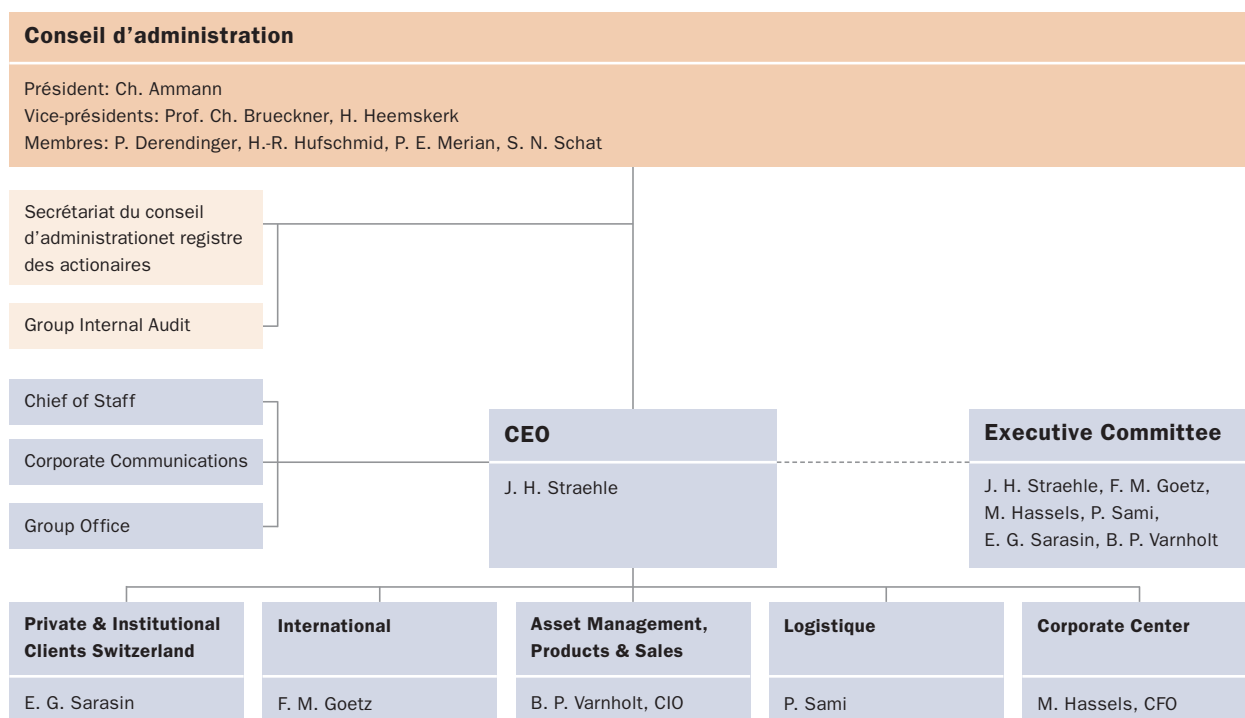 Conseil d’administration
Président: Ch. Ammann
Vice-présidents: Prof. Ch. Brueckner, H. Heemskerk
Membres: P. Derendinger, H.-R. Hufschmid, P. E. Merian, S. N. Schat
Secrétariat du conseil
d’administrationet registre
des actionaires
Group Internal Audit
Chief of Staff
Corporate Communications
Group Office
CEO
J. H. Straehle
Executive Committee
J. H. Straehle, F. M. Goetz,
M. Hassels, P. Sami,
E. G. Sarasin, B. P. Varnholt
Private & Institutional
Clients Switzerland
E. G. Sarasin
International
F. M. Goetz
Asset Management,
Products & Sales
B. P. Varnholt, CIO
Logistique
P. Sami
Corporate Center
M. Hassels, CFO